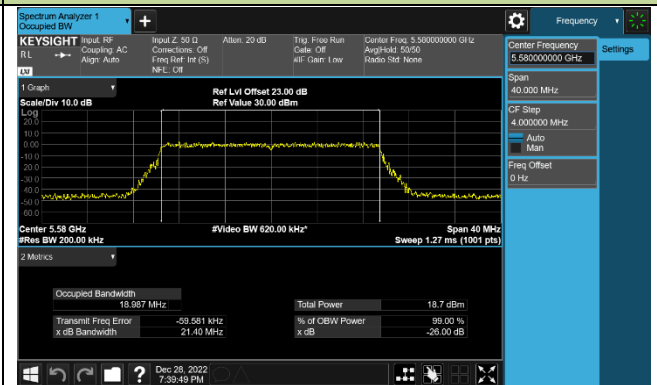 Spectrum Analyzer 1
Occupied BW
Frequency
KEYSIGHT
RL
LXI
Input: RF
Coupling: AC
Align: Auto
Input Z: 50 Ω
Corrections: Off
Freq Ref: Int (S)
NFE: Off
Atten: 20 dB
Trig: Free Run
Gate: Off
#IF Gain: Low
Center Freq: 5.580000000 GHz
Avg|Hold: 50/50
Radio Std: None
Center Frequency
5.580000000 GHz
Settings
Span
40.000 MHz
CF Step
4.000000 MHz
Auto
Man
Freq Offset
0 Hz
1 Graph
Scale/Div 10.0 dB
Ref Lvl Offset 23.00 dB
Ref Value 30.00 dBm
Log
20.0
10.0
0.00
-10.0
-20.0
-30.0
-40.0
-50.0
-60.0
Center 5.58 GHz
#Res BW 200.00 kHz
#Video BW 620.00 kHz*
Span 40 MHz
Sweep 1.27 ms (1001 pts)
2 Metrics
Occupied Bandwidth
18.987 MHz
Total Power 18.7 dBm
Transmit Freq Error -59.581 kHz
% of OBW Power 99.00 %
x dB Bandwidth 21.40 MHz
x dB -26.00 dB
?
Dec 28, 2022
7:39:49 PM